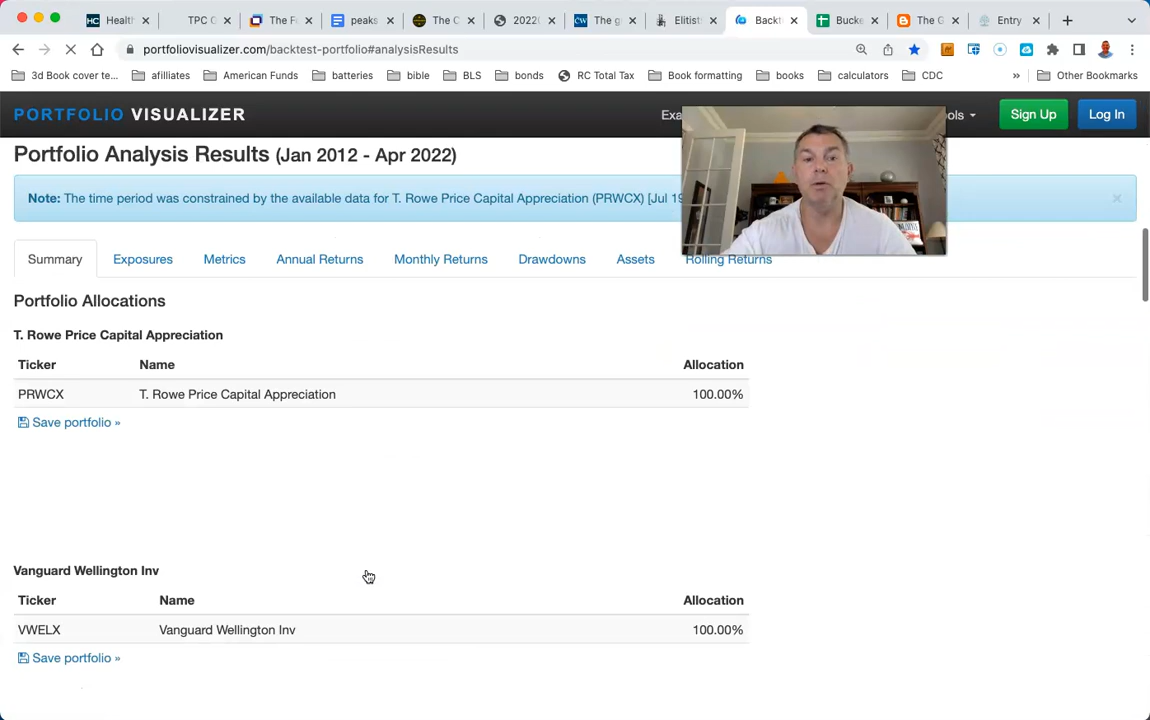 Health
TPC C
The F
peaks
The C
2022
CW The g
Elitist
Backt
Bucke
The G
Entry
portfoliovisualizer.com/backtest-portfolio#analysisResults
3d Book cover te... afilliates American Funds batteries bible BLS bonds RC Total Tax Book formatting books calculators CDC » Other Bookmarks
PORTFOLIO VISUALIZER
Sign Up Log In
Portfolio Analysis Results (Jan 2012 - Apr 2022)
Note: The time period was constrained by the available data for T. Rowe Price Capital Appreciation (PRWCX) [Jul
Summary Exposures Metrics Annual Returns Monthly Returns Drawdowns Assets Rolling Returns
Portfolio Allocations
T. Rowe Price Capital Appreciation
Ticker Name Allocation
PRWCX T. Rowe Price Capital Appreciation 100.00%
Save portfolio »
Vanguard Wellington Inv
Ticker Name Allocation
VWELX Vanguard Wellington Inv 100.00%
Save portfolio »